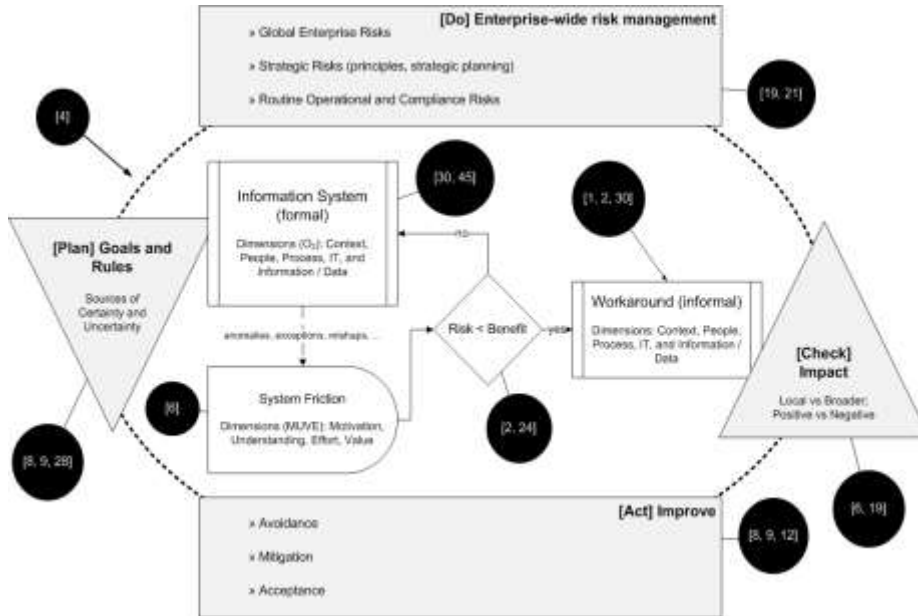 [Do] Enterprise-wide risk management
» Global Enterprise Risks
» Strategic Risks (principles, strategic planning)
» Routine Operational and Compliance Risks
[19, 21]
[4]
[30, 45]
[1, 2, 30]
Information System
(formal)
Dimensions (O₂): Context,
People, Process, IT, and
Information / Data
[Plan] Goals and
Rules
Sources of
Certainty and
Uncertainty
no
Risk < Benefit
yes
Workaround (informal)
Dimensions: Context, People,
Process, IT, and Information /
Data
anomalies, exceptions, mishaps, ...
[Check]
Impact
Local vs Broader;
Positive vs Negative
System Friction
Dimensions (MUVE): Motivation,
Understanding, Effort, Value
[6]
[2, 24]
[8, 9, 28]
[6, 19]
[Act] Improve
» Avoidance
» Mitigation
» Acceptance
[8, 9, 12]